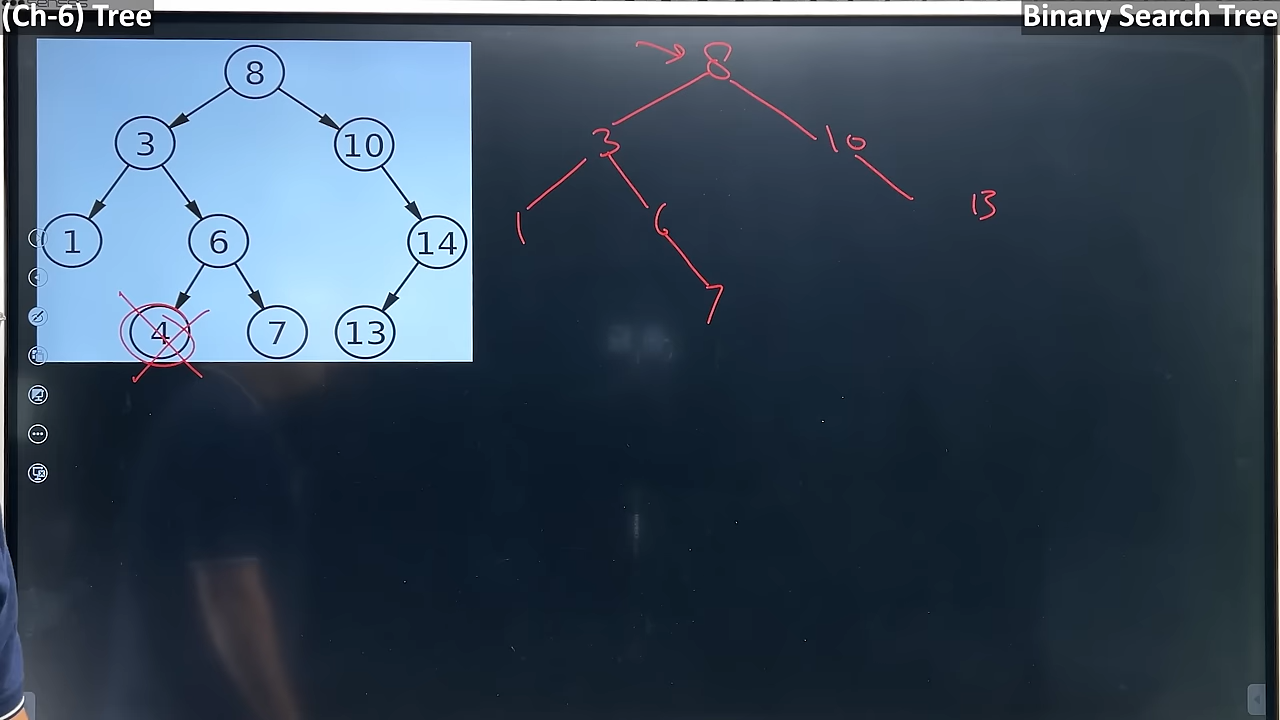 (Ch-6) Tree
Binary Search Tree
8
3 10
1 6 14
4 7 13
8
3 10
1 6 13
7